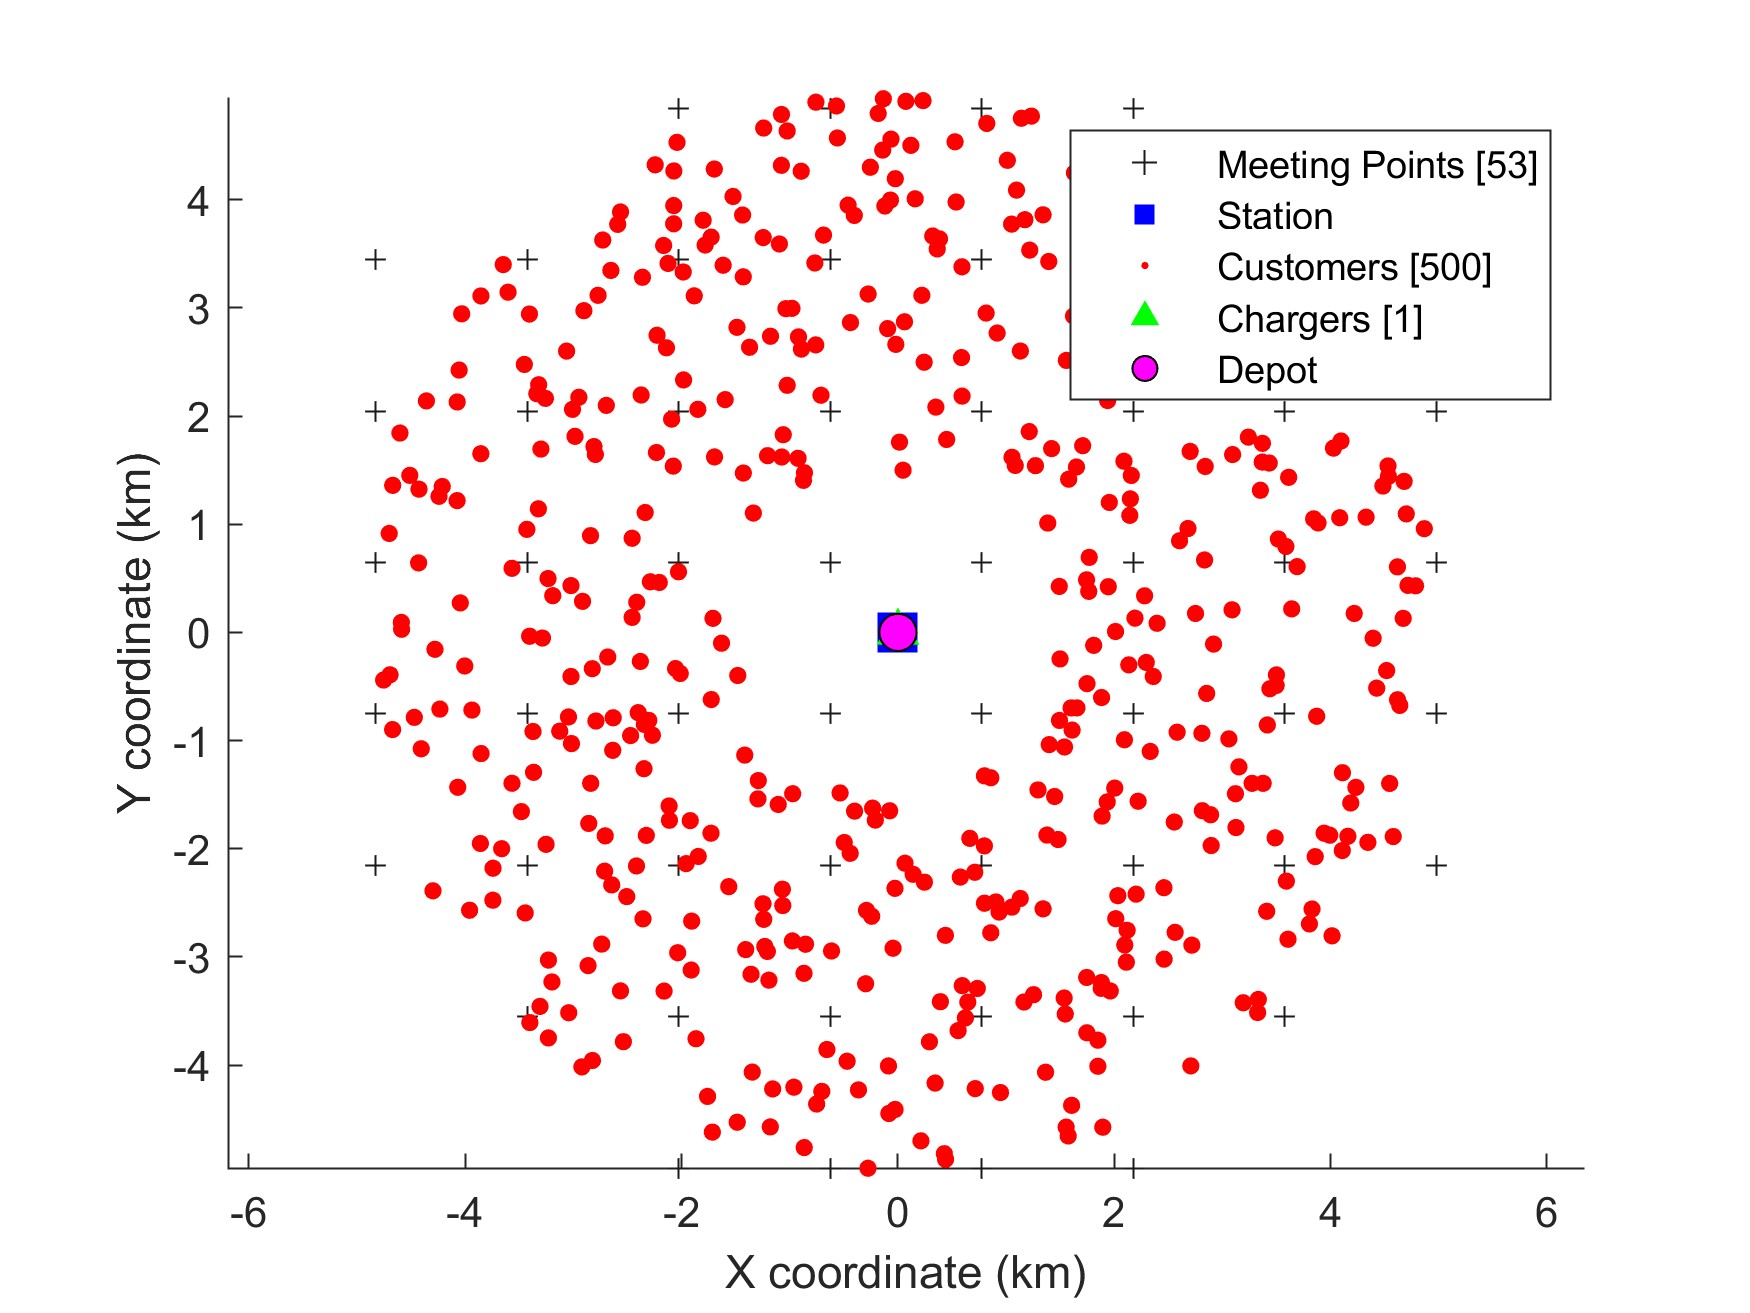 Meeting Points [53]
Station
Customers [500]
Chargers [1]
Depot
4
3
2
1
0
-1
-2
-3
-4
Y coordinate (km)
-6 -4 -2 0 2 4 6
X coordinate (km)